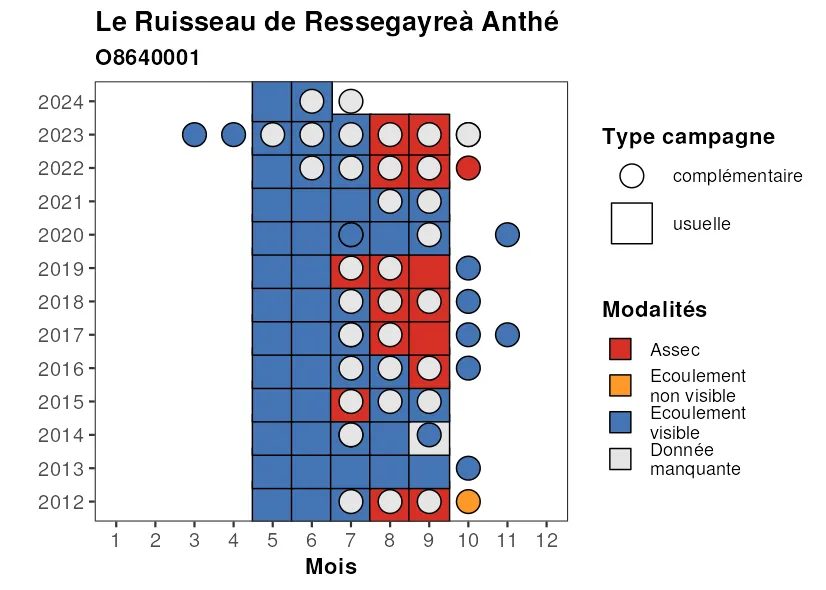 Le Ruisseau de Ressegayreà Anthé
O8640001
2024
2023
2022
2021
2020
2019
2018
2017
2016
2015
2014
2013
2012
1 2 3 4 5 6 7 8 9 10 11 12
Mois
Type campagne
complémentaire
usuelle
Modalités
Assec
Ecoulement
non visible
Ecoulement
visible
Donnée
manquante